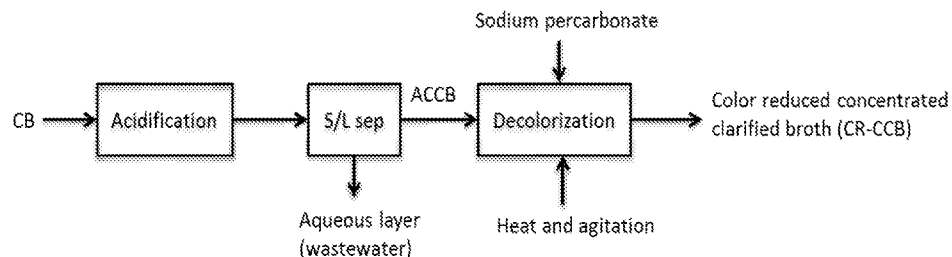 Sodium percarbonate
CB
Acidification
S/L sep
ACCB
Decolorization
Color reduced concentrated
clarified broth (CR-CCB)
Aqueous layer
(wastewater)
Heat and agitation